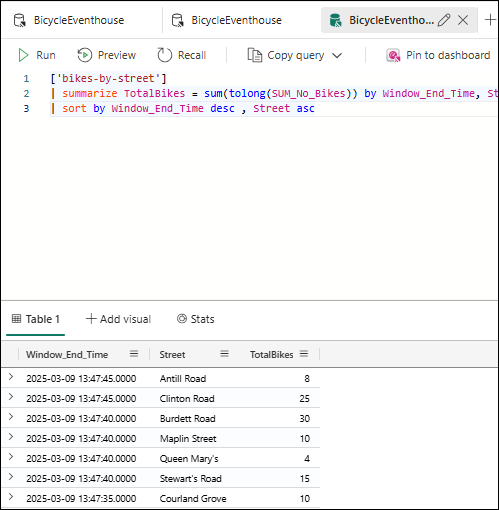 BicycleEventhouse BicycleEventhouse BicycleEventho...
Run Preview Recall Copy query Pin to dashboard
1 ['bikes-by-street']
2 | summarize TotalBikes = sum(tolong(SUM_No_Bikes)) by Window_End_Time, St
3 | sort by Window_End_Time desc , Street asc
Table 1 Add visual Stats
Window_End_Time Street TotalBikes
2025-03-09 13:47:45.0000 Antill Road 8
2025-03-09 13:47:45.0000 Clinton Road 25
2025-03-09 13:47:40.0000 Burdett Road 30
2025-03-09 13:47:40.0000 Maplin Street 10
2025-03-09 13:47:40.0000 Queen Mary's 4
2025-03-09 13:47:40.0000 Stewart's Road 15
2025-03-09 13:47:35.0000 Courland Grove 10